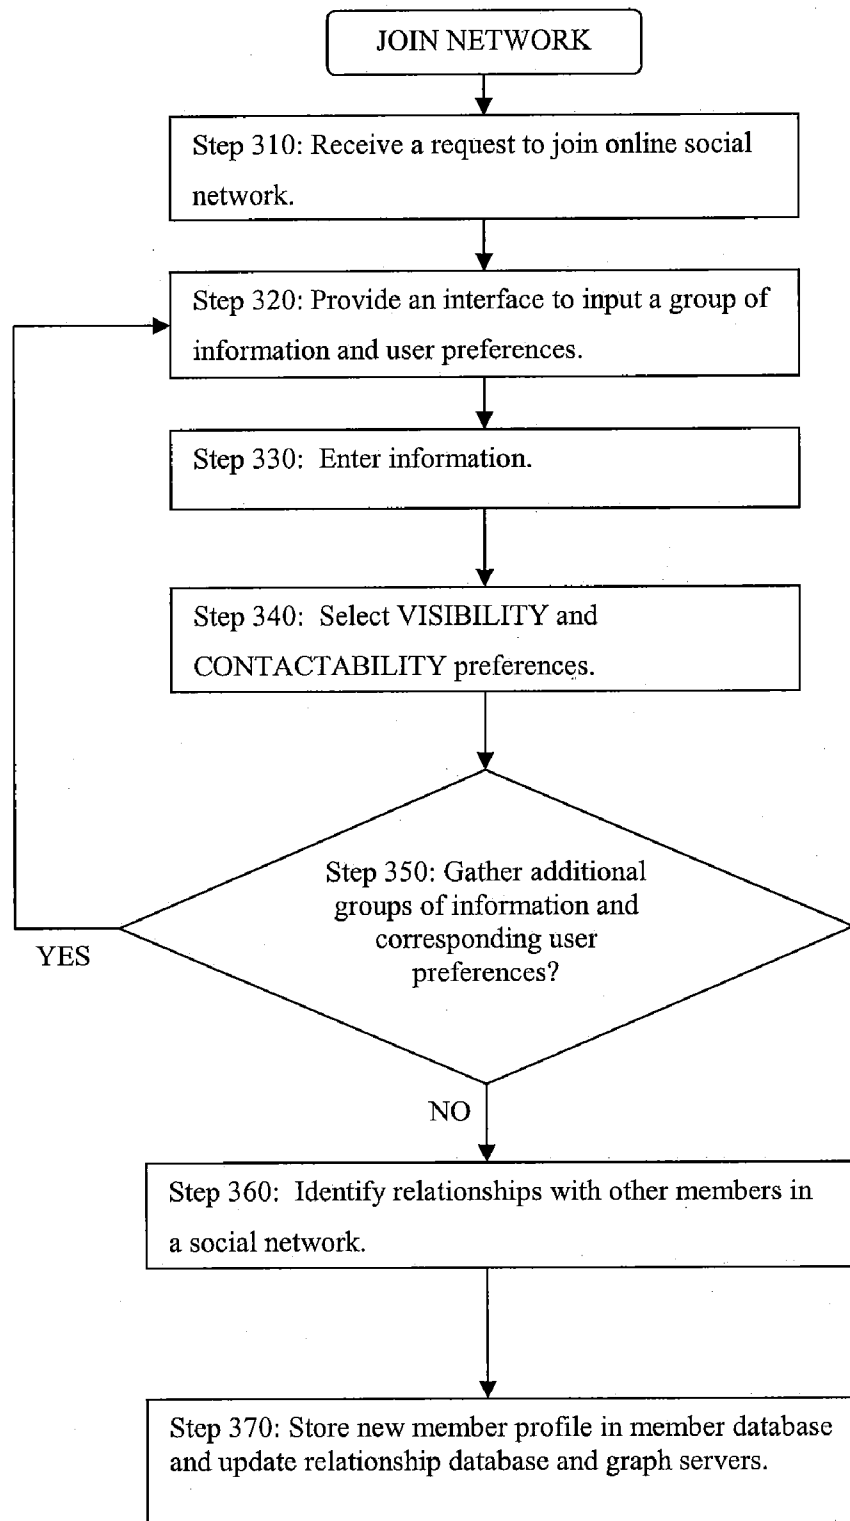 JOIN NETWORK
Step 310: Receive a request to join online social
network.
Step 320: Provide an interface to input a group of
information and user preferences.
Step 330:  Enter information.
Step 340:  Select VISIBILITY and
CONTACTABILITY preferences.
Step 350: Gather additional
groups of information and
corresponding user
preferences?
YES
NO
Step 360:  Identify relationships with other members in
a social network.
Step 370: Store new member profile in member database
and update relationship database and graph servers.